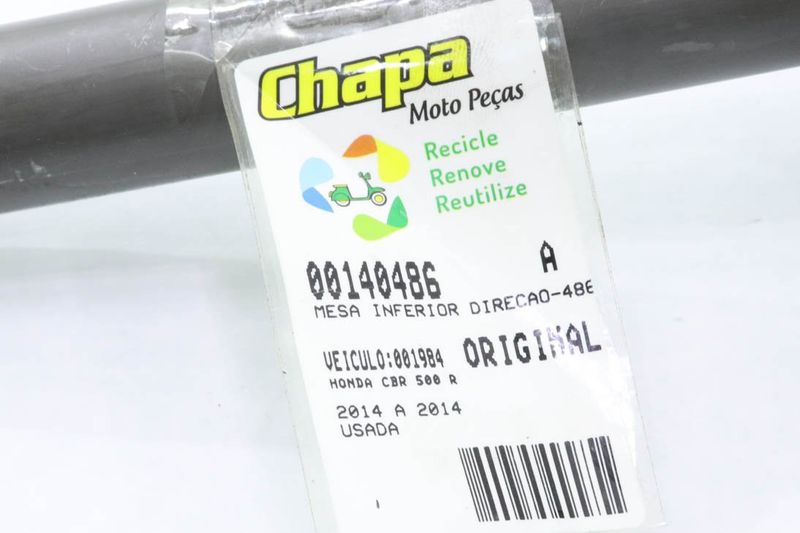 Chapa
Moto Peças
Recicle
Renove
Reutilize
00140486 A
MESA INFERIOR DIRECAO-486
VEICULO:001984 ORIGINAL
HONDA CBR 500 R
2014 A 2014
USADA